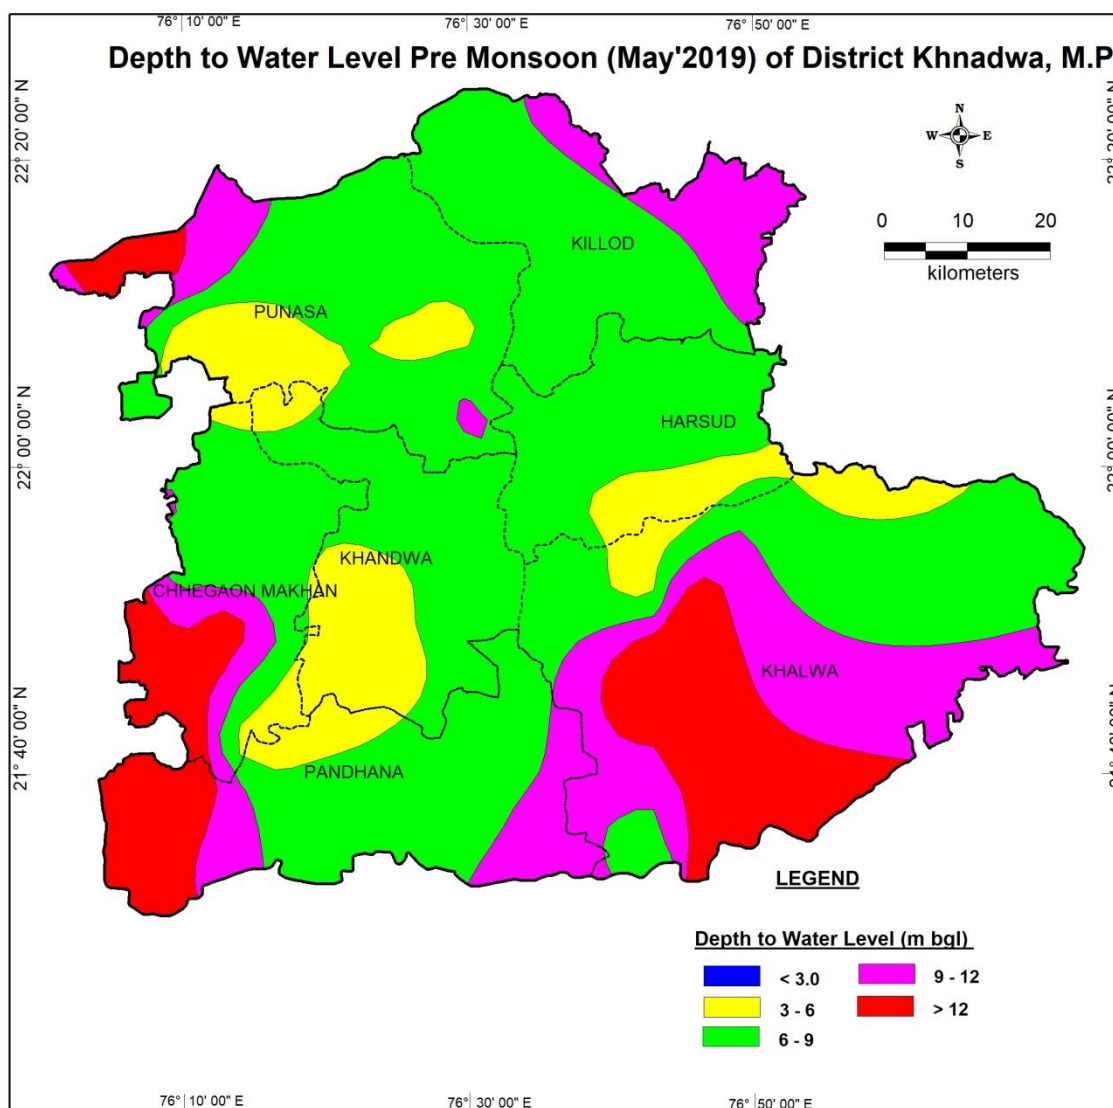 76° 10' 00" E
76° 30' 00" E
76° 50' 00" E
Depth to Water Level Pre Monsoon (May'2019) of District Khnadwa, M.P
22° 20' 00" N
N
W E
S
0 10 20
kilometers
KILLOD
PUNASA
HARSUD
22° 00' 00" N
22° 00' 00" N
KHANDWA
CHHEGAON MAKHAN
KHALWA
21° 40' 00" N
PANDHANA
LEGEND
Depth to Water Level (m bgl)
< 3.0
9 - 12
3 - 6
> 12
6 - 9
76° 10' 00" E
76° 30' 00" E
76° 50' 00" E